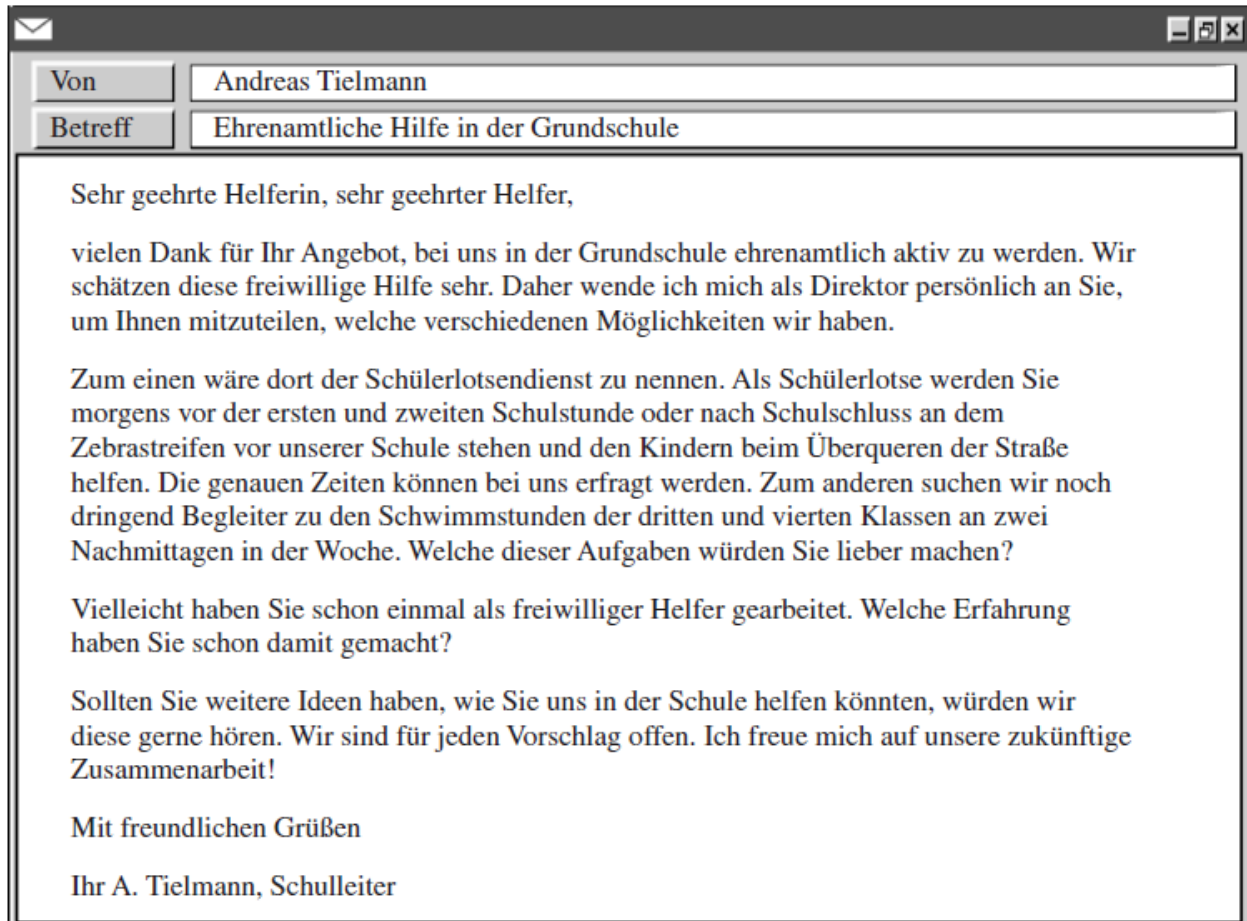 Von
Andreas Tielmann
Betreff
Ehrenamtliche Hilfe in der Grundschule
Sehr geehrte Helferin, sehr geehrter Helfer,
vielen Dank für Ihr Angebot, bei uns in der Grundschule ehrenamtlich aktiv zu werden. Wir
schätzen diese freiwillige Hilfe sehr. Daher wende ich mich als Direktor persönlich an Sie,
um Ihnen mitzuteilen, welche verschiedenen Möglichkeiten wir haben.
Zum einen wäre dort der Schülerlotsendienst zu nennen. Als Schülerlotse werden Sie
morgens vor der ersten und zweiten Schulstunde oder nach Schulschluss an dem
Zebrastreifen vor unserer Schule stehen und den Kindern beim Überqueren der Straße
helfen. Die genauen Zeiten können bei uns erfragt werden. Zum anderen suchen wir noch
dringend Begleiter zu den Schwimmstunden der dritten und vierten Klassen an zwei
Nachmittagen in der Woche. Welche dieser Aufgaben würden Sie lieber machen?
Vielleicht haben Sie schon einmal als freiwilliger Helfer gearbeitet. Welche Erfahrung
haben Sie schon damit gemacht?
Sollten Sie weitere Ideen haben, wie Sie uns in der Schule helfen könnten, würden wir
diese gerne hören. Wir sind für jeden Vorschlag offen. Ich freue mich auf unsere zukünftige
Zusammenarbeit!
Mit freundlichen Grüßen
Ihr A. Tielmann, Schulleiter